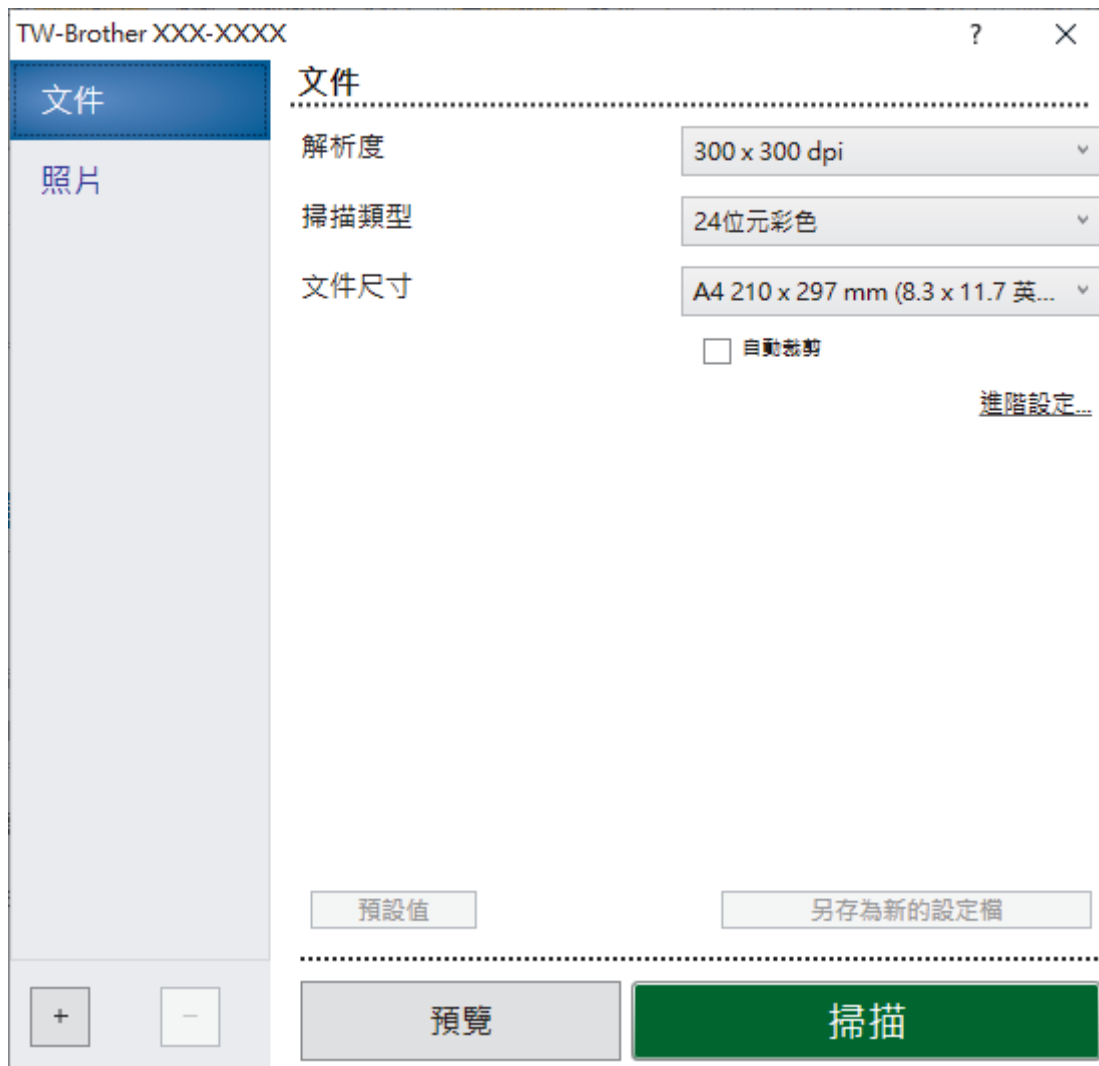 TW-Brother XXX-XXXX
?
文件
照片
文件
解析度
300 x 300 dpi
掃描類型
24位元彩色
文件尺寸
A4 210 x 297 mm (8.3 x 11.7 英...
自動裁剪
進階設定...
預設值
另存為新的設定檔
+
−
預覽
掃描